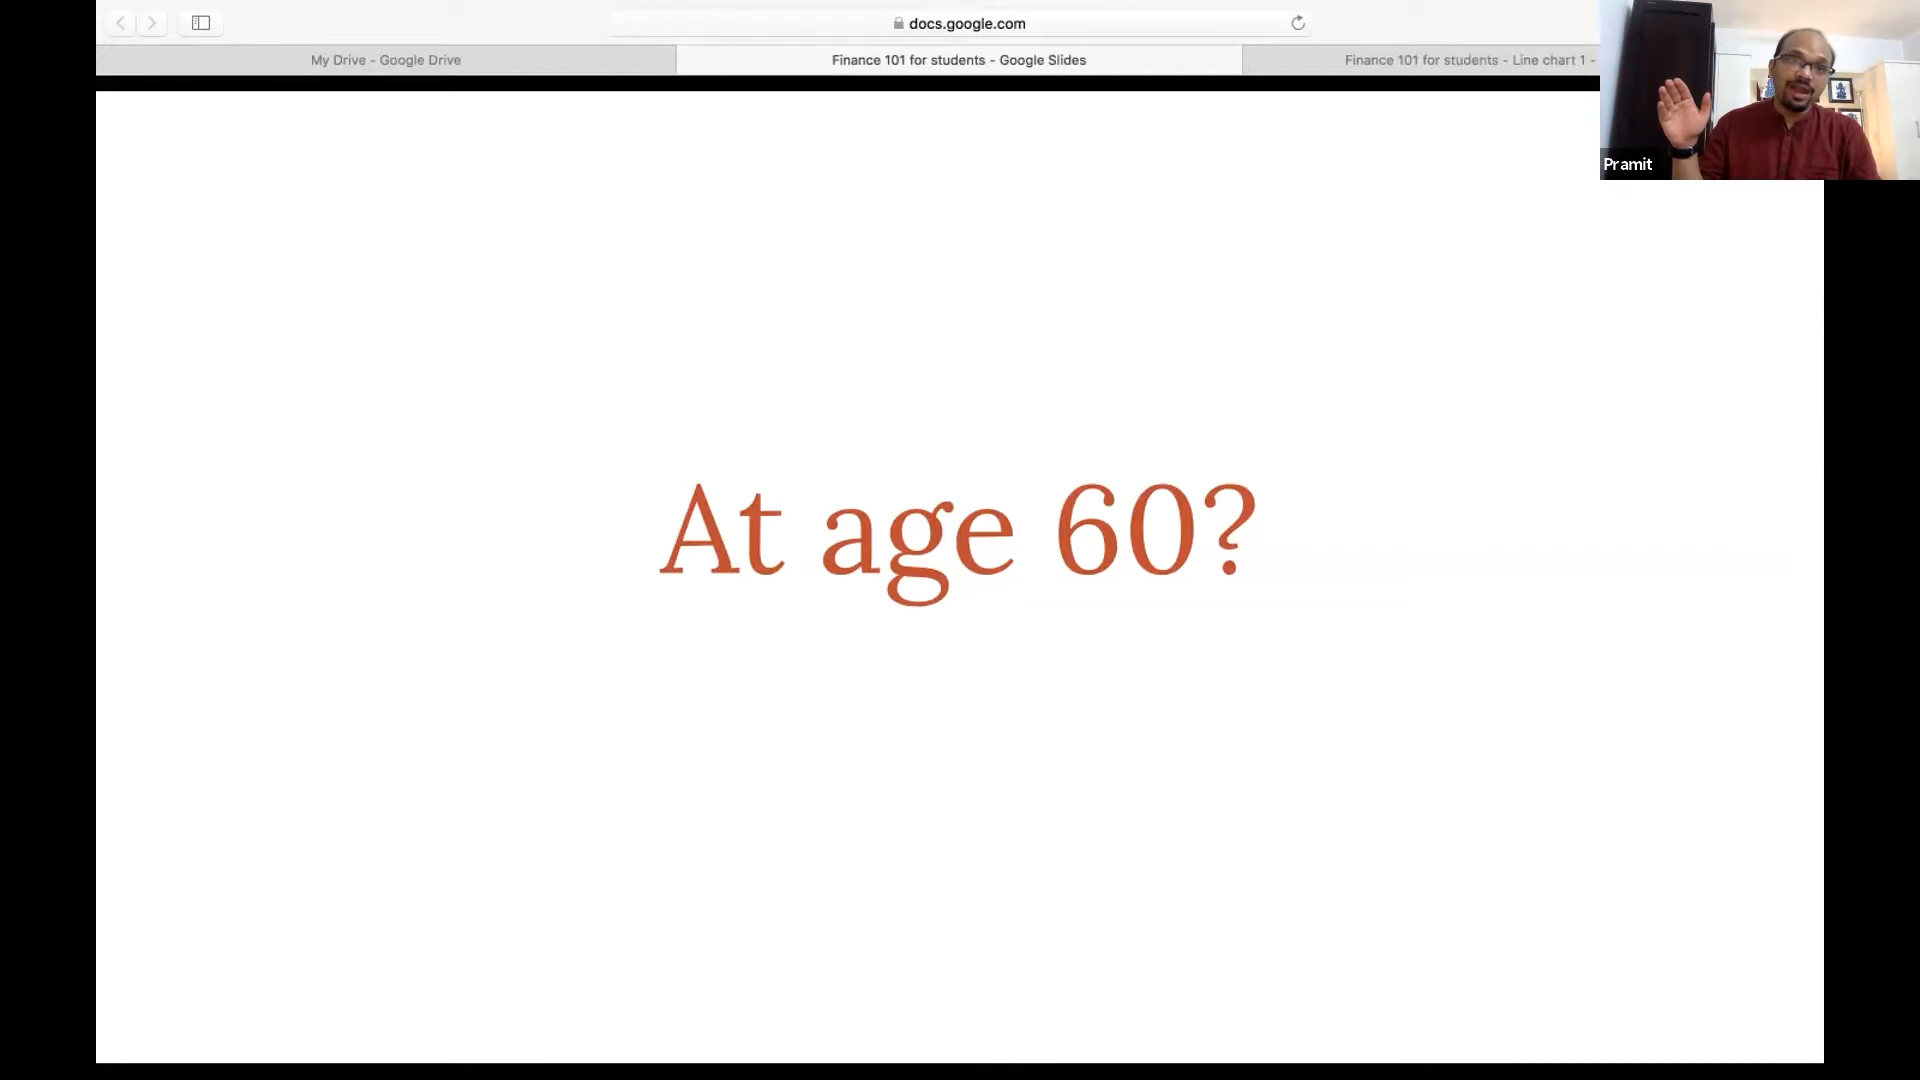 docs.google.com
My Drive - Google Drive
Finance 101 for students - Google Slides
Finance 101 for students - Line chart 1 -
Pramit
At age 60?